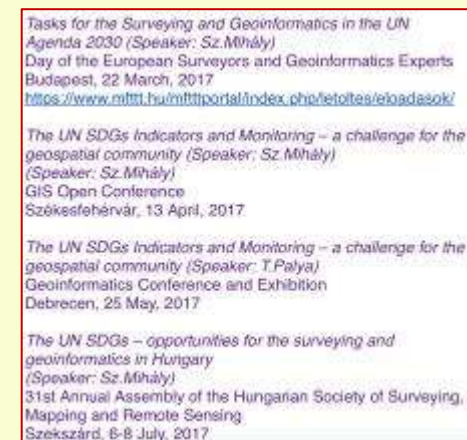 Tasks for the Surveying and Geoinformatics in the UN
Agenda 2030 (Speaker: Sz.Mihály)
Day of the European Surveyors and Geoinformatics Experts
Budapest, 22 March, 2017
https://www.mfttt.hu/mftttportal/index.php/letoltes/eloadasok/
The UN SDGs Indicators and Monitoring – a challenge for the
geospatial community (Speaker: Sz.Mihály)
(Speaker: Sz.Mihály)
GIS Open Conference
Székesfehérvár, 13 April, 2017
The UN SDGs Indicators and Monitoring – a challenge for the
geospatial community (Speaker: T.Palya)
Geoinformatics Conference and Exhibition
Debrecen, 25 May, 2017
The UN SDGs – opportunities for the surveying and
geoinformatics in Hungary
(Speaker: Sz.Mihály)
31st Annual Assembly of the Hungarian Society of Surveying,
Mapping and Remote Sensing
Szekszárd, 6-8 July, 2017